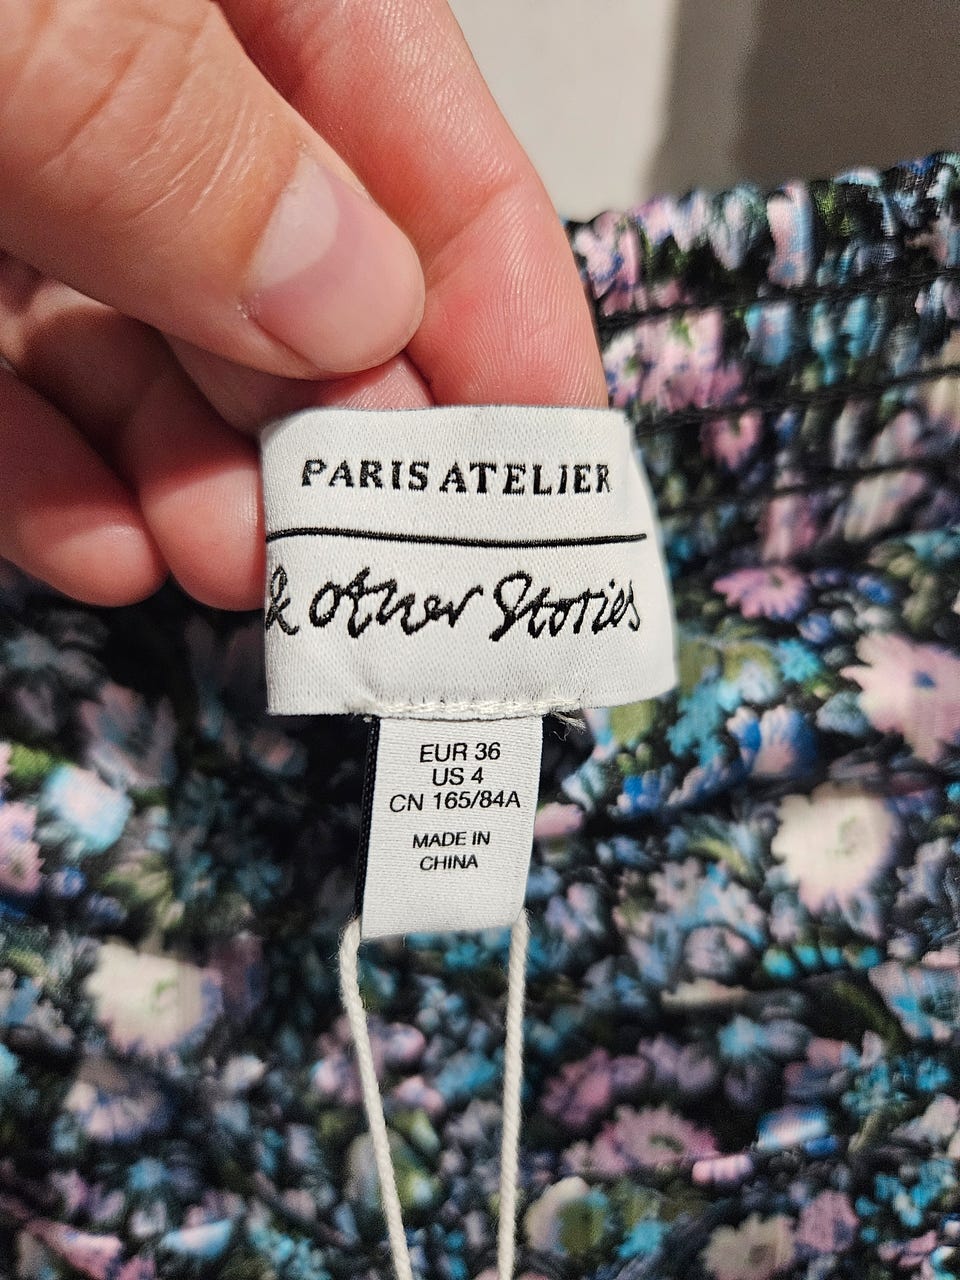 PARIS ATELIER
& other Stories
EUR 36
US 4
CN 165/84A
MADE IN
CHINA